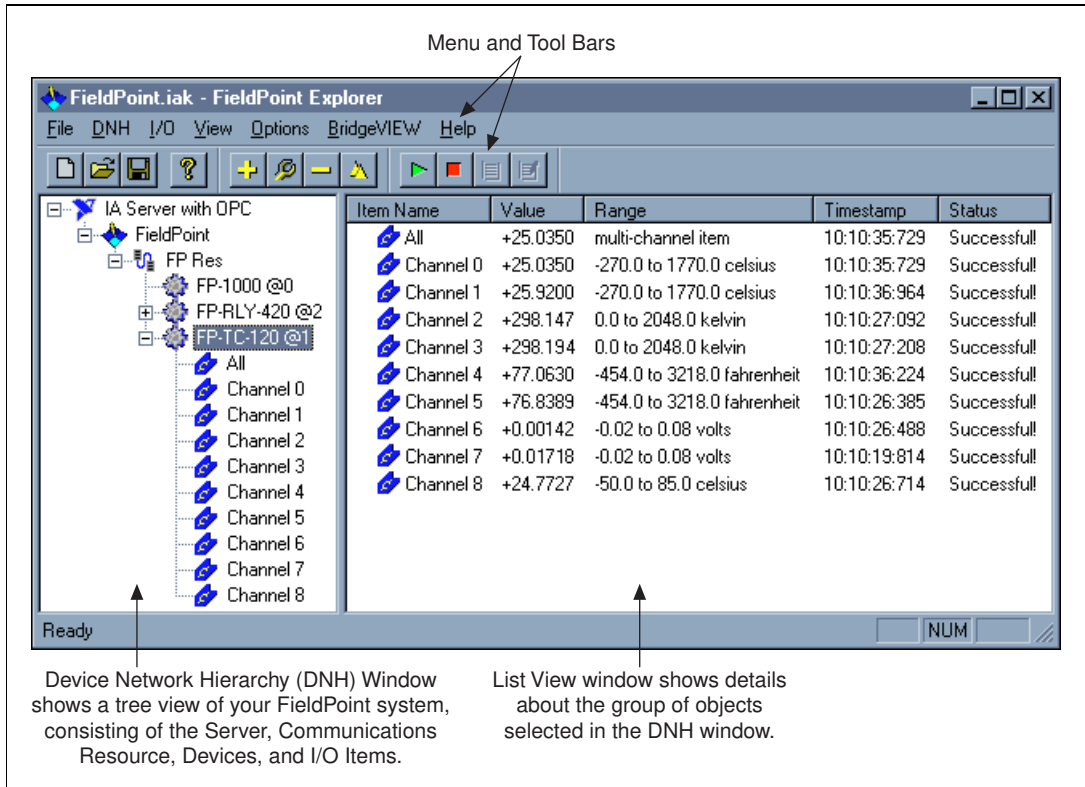 Menu and Tool Bars
FieldPoint.iak - FieldPoint Explorer
File DNH I/O View Options BridgeVIEW Help
IA Server with OPC
FieldPoint
FP Res
FP-1000 @0
FP-RLY-420 @2
FP-TC-120 @1
All
Channel 0
Channel 1
Channel 2
Channel 3
Channel 4
Channel 5
Channel 6
Channel 7
Channel 8
Item Name Value Range Timestamp Status
All +25.0350 multi-channel item 10:10:35:729 Successful!
Channel 0 +25.0350 -270.0 to 1770.0 celsius 10:10:35:729 Successful!
Channel 1 +25.9200 -270.0 to 1770.0 celsius 10:10:36:964 Successful!
Channel 2 +298.147 0.0 to 2048.0 kelvin 10:10:27:092 Successful!
Channel 3 +298.194 0.0 to 2048.0 kelvin 10:10:27:208 Successful!
Channel 4 +77.0630 -454.0 to 3218.0 fahrenheit 10:10:36:224 Successful!
Channel 5 +76.8389 -454.0 to 3218.0 fahrenheit 10:10:26:385 Successful!
Channel 6 +0.00142 -0.02 to 0.08 volts 10:10:26:488 Successful!
Channel 7 +0.01718 -0.02 to 0.08 volts 10:10:19:814 Successful!
Channel 8 +24.7727 -50.0 to 85.0 celsius 10:10:26:714 Successful!
Ready NUM
Device Network Hierarchy (DNH) Window
shows a tree view of your FieldPoint system,
consisting of the Server, Communications
Resource, Devices, and I/O Items.
List View window shows details
about the group of objects
selected in the DNH window.